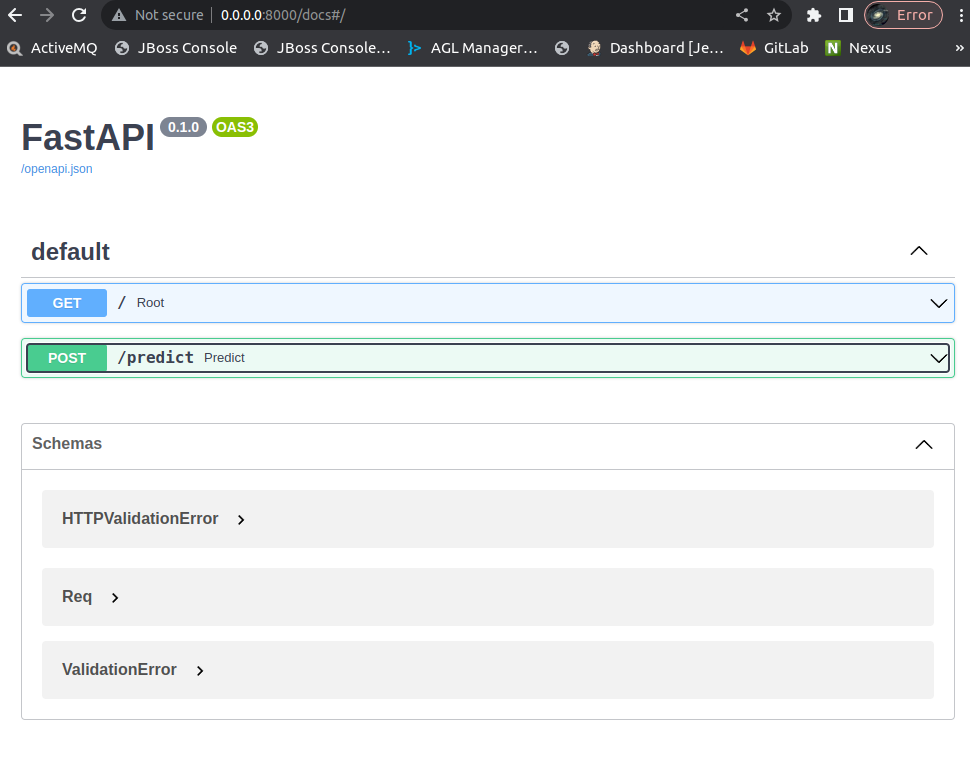 Not secure | 0.0.0.0:8000/docs#/ Error
ActiveMQ JBoss Console JBoss Console... AGL Manager... Dashboard [Je... GitLab N Nexus »
FastAPI 0.1.0 OAS3
/openapi.json
default
GET / Root
POST /predict Predict
Schemas
HTTPValidationError
Req
ValidationError